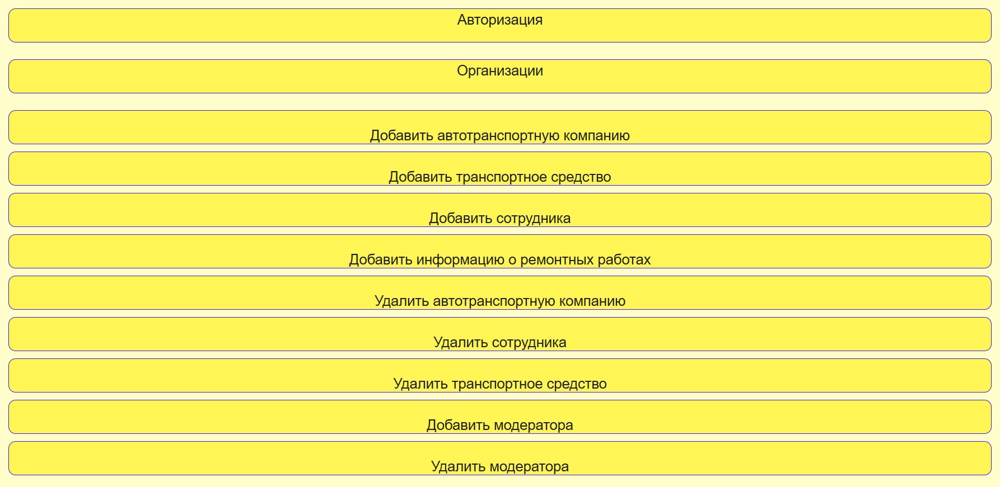 Авторизация
Организации
Добавить автотранспортную компанию
Добавить транспортное средство
Добавить сотрудника
Добавить информацию о ремонтных работах
Удалить автотранспортную компанию
Удалить сотрудника
Удалить транспортное средство
Добавить модератора
Удалить модератора